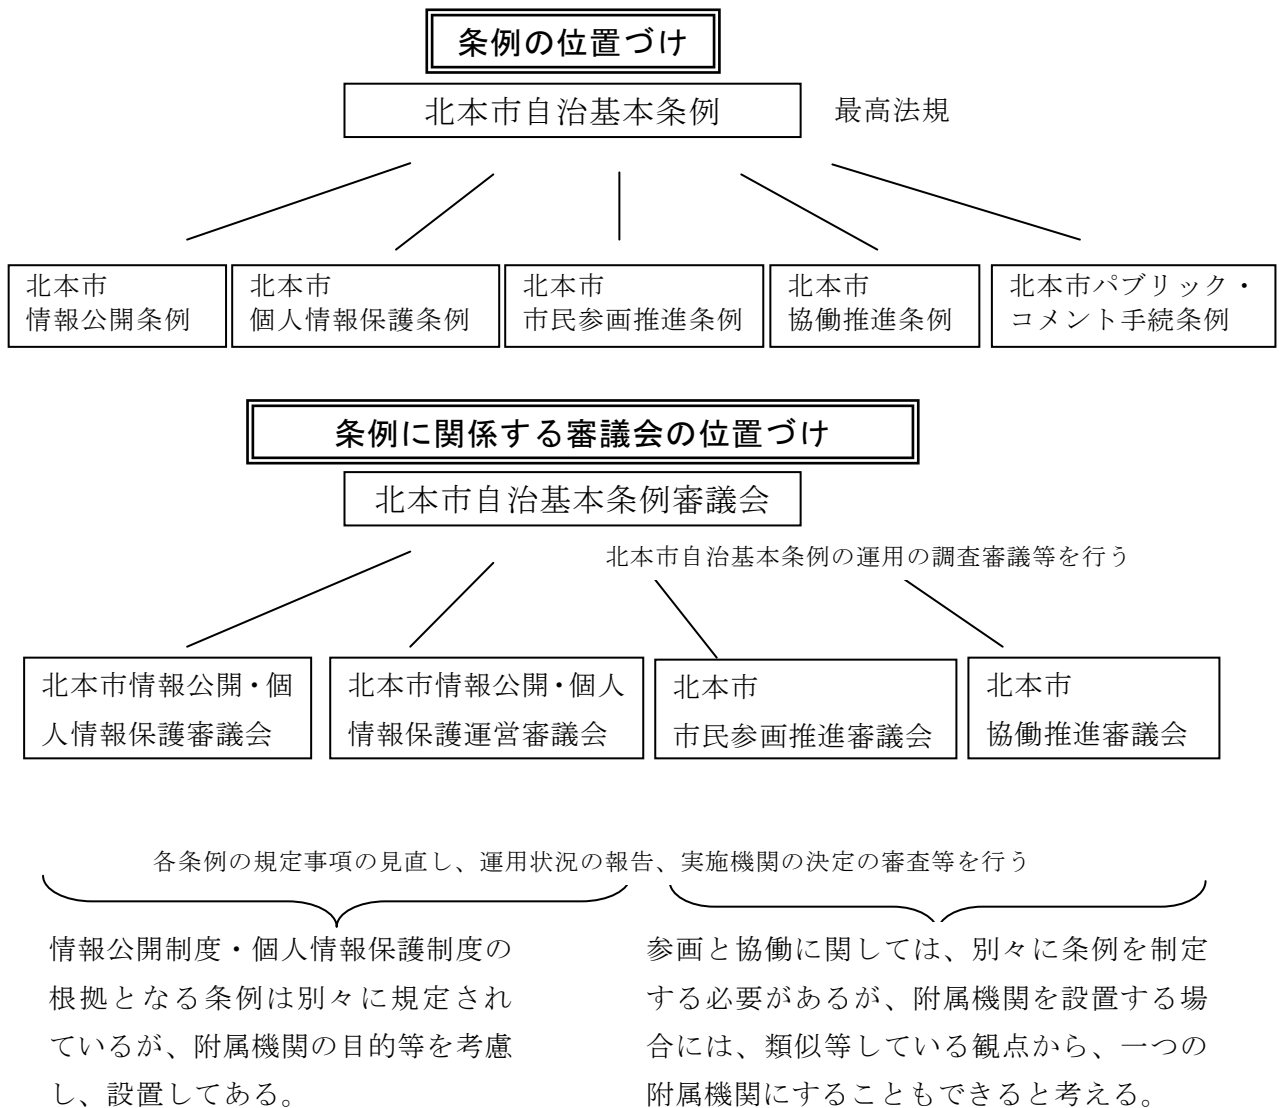 条例の位置づけ
北本市自治基本条例
最高法規
北本市
情報公開条例
北本市
個人情報保護条例
北本市
市民参画推進条例
北本市
協働推進条例
北本市パブリック・
コメント手続条例
条例に関係する審議会の位置づけ
北本市自治基本条例審議会
北本市自治基本条例の運用の調査審議等を行う
北本市情報公開・個
人情報保護審議会
北本市情報公開・個人
情報保護運営審議会
北本市
市民参画推進審議会
北本市
協働推進審議会
各条例の規定事項の見直し、運用状況の報告、実施機関の決定の審査等を行う
情報公開制度・個人情報保護制度の
根拠となる条例は別々に規定され
ているが、附属機関の目的等を考慮
し、設置してある。
参画と協働に関しては、別々に条例を制定
する必要があるが、附属機関を設置する場
合には、類似等している観点から、一つの
附属機関にすることもできると考える。